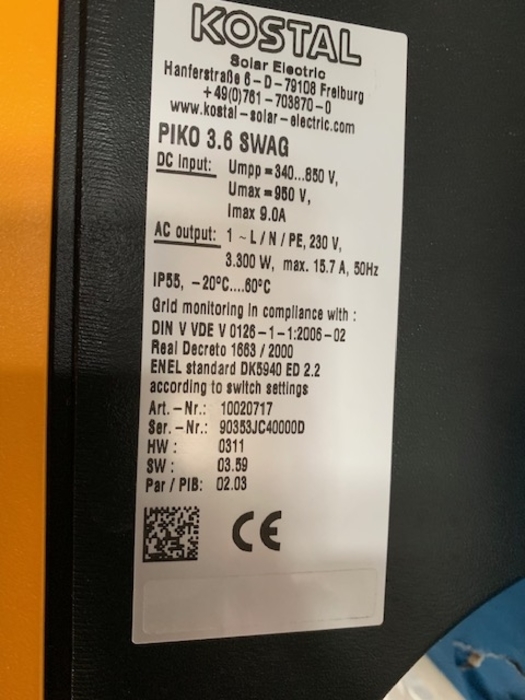 KOSTAL
Solar Electric
Hanferstraße 6-D-79108 Freiburg
+49(0)761-703870-0
www.kostal-solar-electric.com
PIKO 3.6 SWAG
DC input: Umpp=340...850 V,
Umax=950 V,
Imax 9.0A
AC output: 1 ~ L / N / PE, 230 V,
3.300 W, max. 15.7 A, 50Hz
IP55, -20°C....60°C
Grid monitoring in compliance with :
DIN V VDE V 0126-1-1:2006-02
Real Decreto 1663 / 2000
ENEL standard DK5940 ED 2.2
according to switch settings
Art.-Nr.: 10020717
Ser.-Nr.: 90353JC40000D
HW : 0311
SW : 03.59
Par / PIB: 02.03
CE